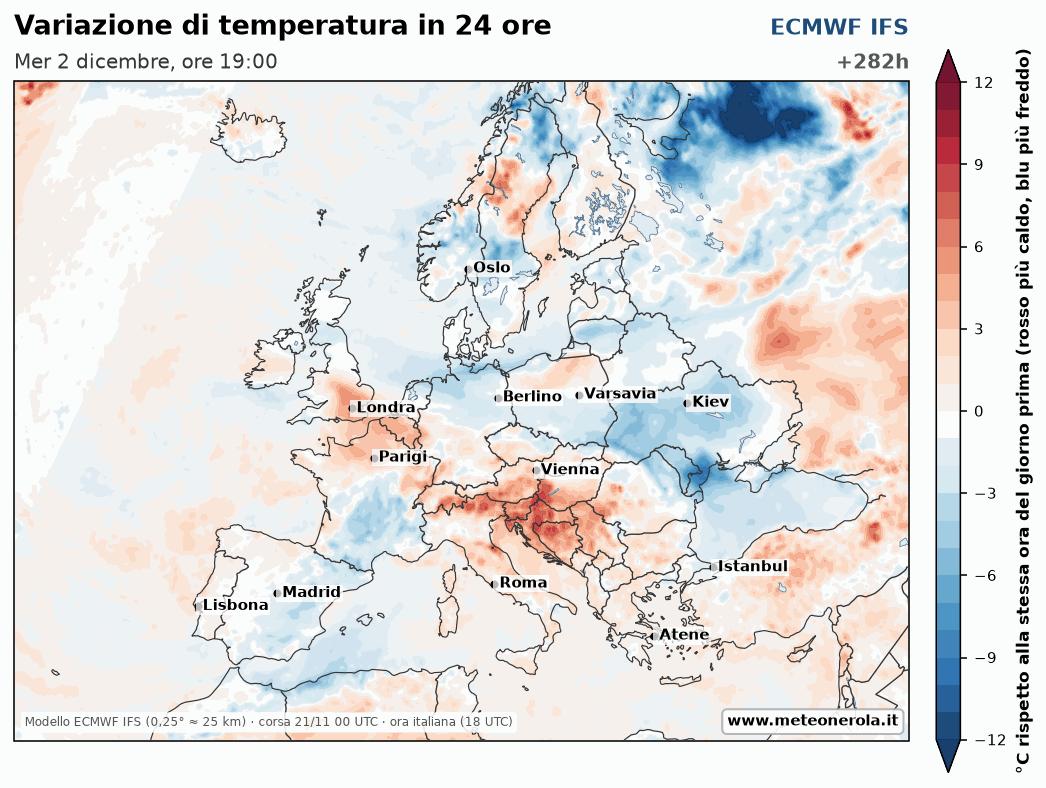 Variazione di temperatura in 24 ore
ECMWF IFS
Mer 2 dicembre, ore 19:00
+282h
Oslo
Londra
Berlino
Varsavia
Kiev
Parigi
Vienna
Istanbul
Roma
Madrid
Lisbona
Atene
Modello ECMWF IFS (0,25° ≈ 25 km) · corsa 21/11 00 UTC · ora italiana (18 UTC)
www.meteonerola.it
12
9
6
3
0
−3
−6
−9
−12
°C rispetto alla stessa ora del giorno prima (rosso più caldo, blu più freddo)